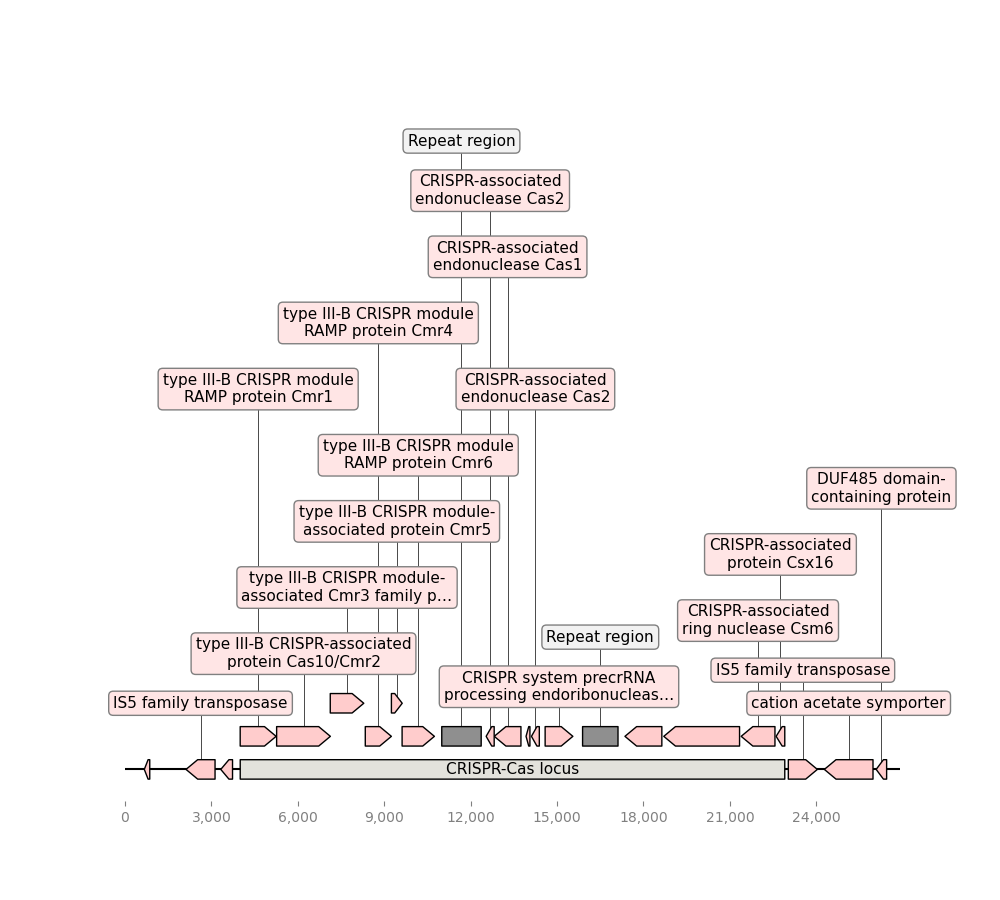 Repeat region
CRISPR-associated
endonuclease Cas2
CRISPR-associated
endonuclease Cas1
type III-B CRISPR module
RAMP protein Cmr4
type III-B CRISPR module
RAMP protein Cmr1
CRISPR-associated
endonuclease Cas2
type III-B CRISPR module
RAMP protein Cmr6
DUF485 domain-
containing protein
type III-B CRISPR module-
associated protein Cmr5
CRISPR-associated
protein Csx16
type III-B CRISPR module-
associated Cmr3 family p...
CRISPR-associated
ring nuclease Csm6
Repeat region
type III-B CRISPR-associated
protein Cas10/Cmr2
IS5 family transposase
CRISPR system precrRNA
processing endoribonucleas...
IS5 family transposase
cation acetate symporter
CRISPR-Cas locus
0 3,000 6,000 9,000 12,000 15,000 18,000 21,000 24,000